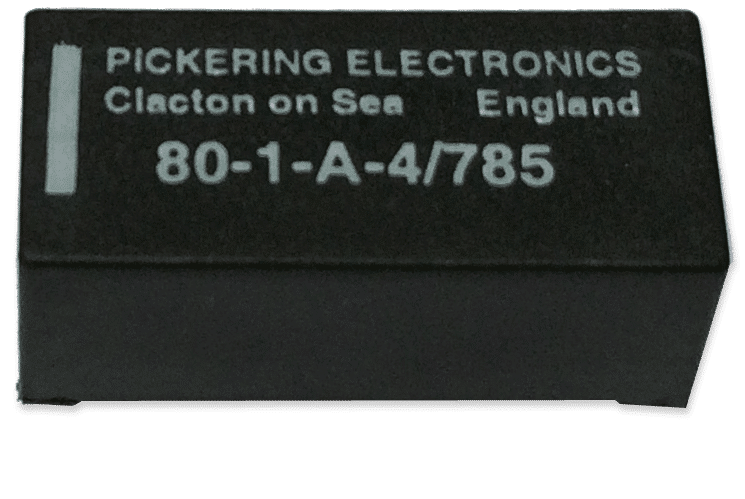 PICKERING ELECTRONICS
Clacton on Sea England
80-1-A-4/785